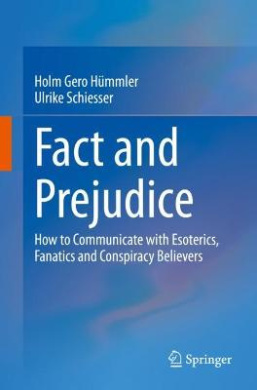 Holm Gero Hümmler
Ulrike Schiesser
Fact and
Prejudice
How to Communicate with Esoterics,
Fanatics and Conspiracy Believers
Springer